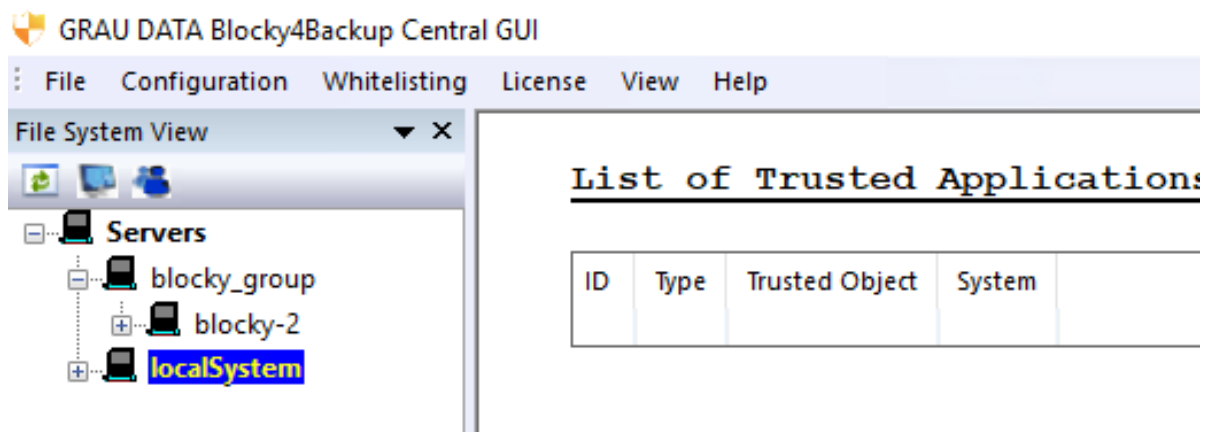 GRAU DATA Blocky4Backup Central GUI
File Configuration Whitelisting License View Help
File System View
List of Trusted Applications
Servers
blocky_group
blocky-2
localSystem
ID Type Trusted Object System